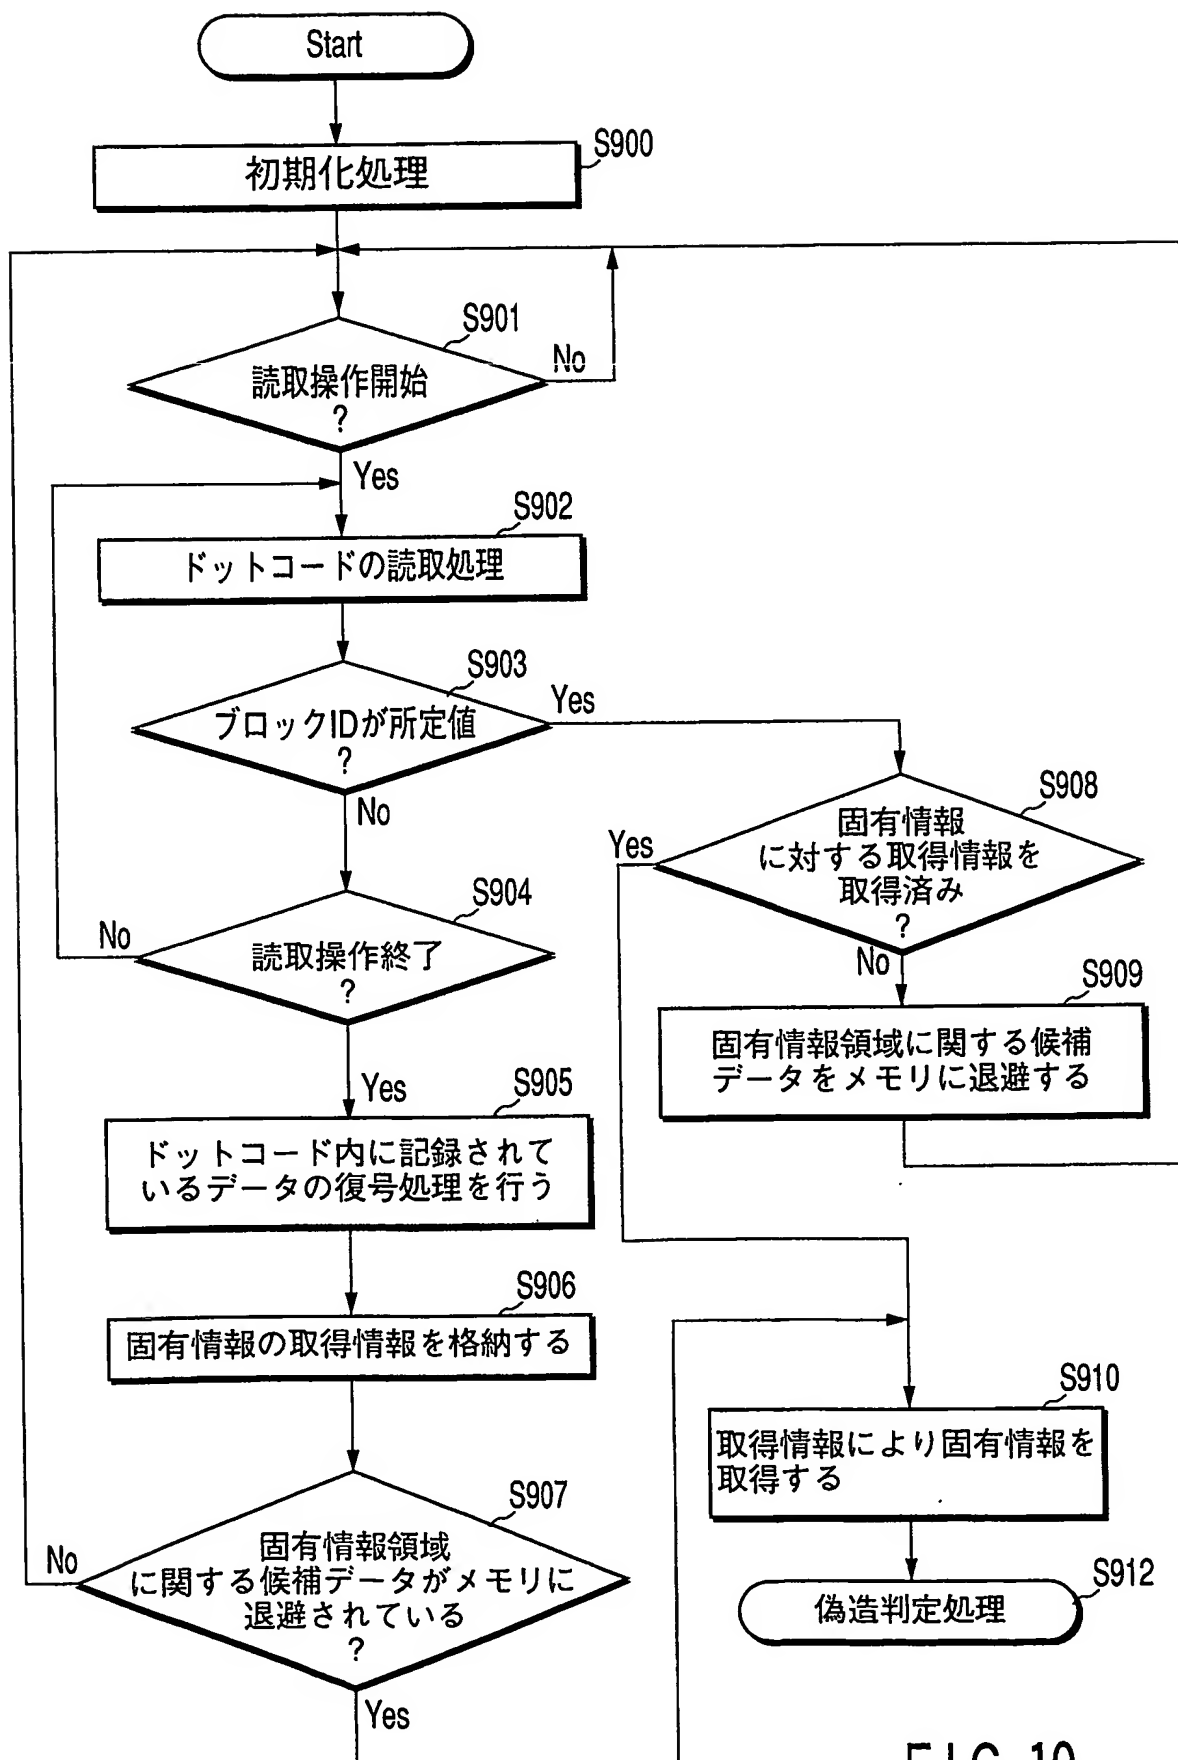 Start
S900
初期化処理
S901
読取操作開始
?
No
Yes
S902
ドットコードの読取処理
S903
ブロックIDが所定値
?
Yes
No
S904
読取操作終了
?
No
Yes
S905
ドットコード内に記録されて
いるデータの復号処理を行う
S906
固有情報の取得情報を格納する
S907
固有情報領域
に関する候補データがメモリに
退避されている
?
No
Yes
S908
固有情報
に対する取得情報を
取得済み
?
Yes
No
S909
固有情報領域に関する候補
データをメモリに退避する
S910
取得情報により固有情報を
取得する
S912
偽造判定処理